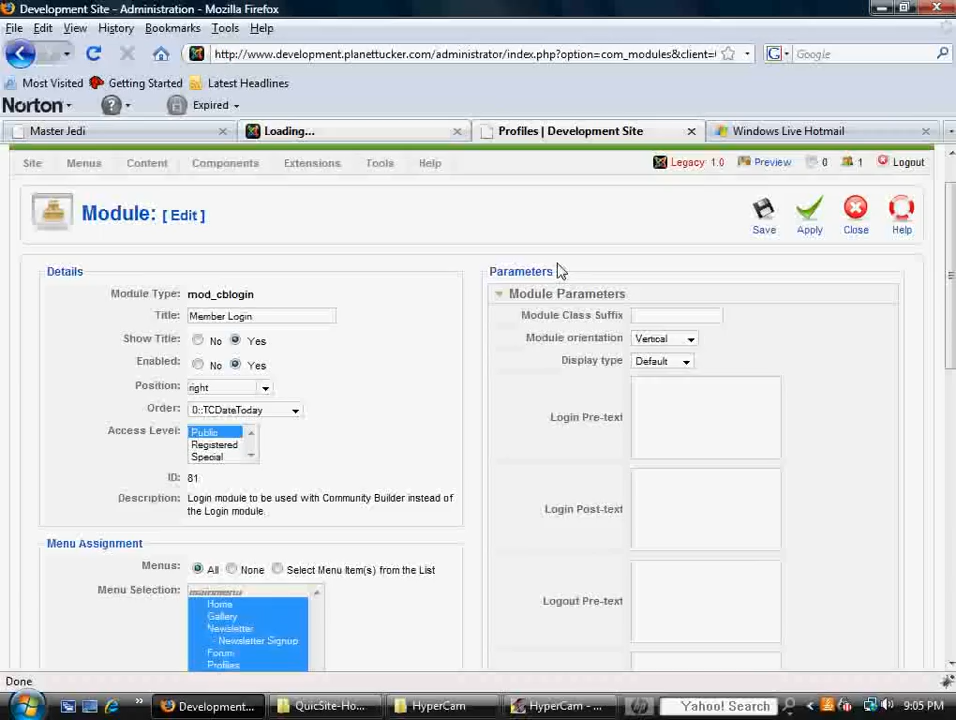 Development Site - Administration - Mozilla Firefox
File Edit View History Bookmarks Tools Help
http://www.development.planettucker.com/administrator/index.php?option=com_modules&client=
Google
Most Visited Getting Started Latest Headlines
Norton Expired
Master Jedi Loading... Profiles | Development Site Windows Live Hotmail
Site Menus Content Components Extensions Tools Help Legacy 1.0 Preview 0 1 Logout
Module: [ Edit ]
Save Apply Close Help
Details
Module Type: mod_cblogin
Title: Member Login
Show Title: No Yes
Enabled: No Yes
Position: right
Order: 0::TCDateToday
Access Level: Public
Registered
Special
ID: 81
Description: Login module to be used with Community Builder instead of
the Login module.
Menu Assignment
Menus: All None Select Menu Item(s) from the List
Menu Selection: mainmenu
Home
Gallery
Newsletter
- Newsletter Signup
Forum
Profiles
Parameters
Module Parameters
Module Class Suffix
Module orientation Vertical
Display type Default
Login Pre-text
Login Post-text
Logout Pre-text
Done
Development... QuicSite-Ho... HyperCam HyperCam - ... Yahoo! Search 9:05 PM